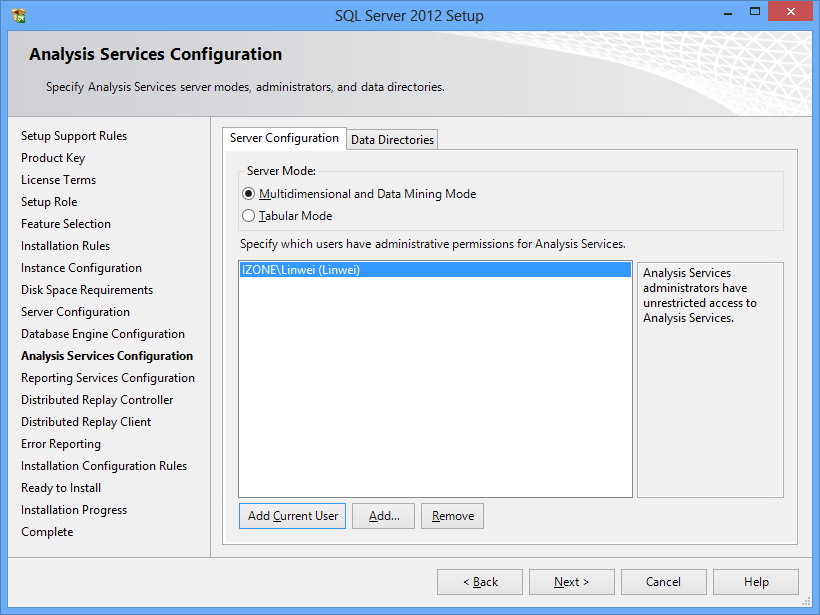 SQL Server 2012 Setup
Analysis Services Configuration
Specify Analysis Services server modes, administrators, and data directories.
Setup Support Rules
Product Key
License Terms
Setup Role
Feature Selection
Installation Rules
Instance Configuration
Disk Space Requirements
Server Configuration
Database Engine Configuration
Analysis Services Configuration
Reporting Services Configuration
Distributed Replay Controller
Distributed Replay Client
Error Reporting
Installation Configuration Rules
Ready to Install
Installation Progress
Complete
Server Configuration
Data Directories
Server Mode:
Multidimensional and Data Mining Mode
Tabular Mode
Specify which users have administrative permissions for Analysis Services.
IZONE\Linwei (Linwei)
Analysis Services
administrators have
unrestricted access to
Analysis Services.
Add Current User
Add...
Remove
< Back
Next >
Cancel
Help